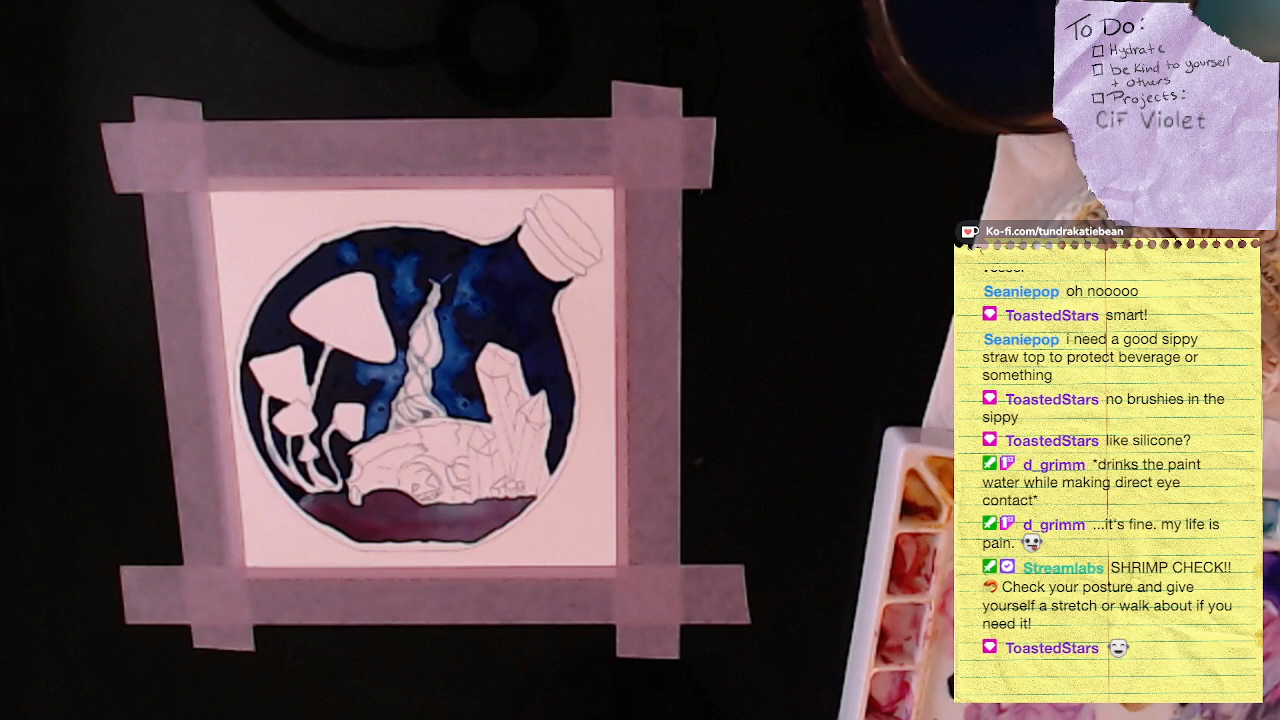 To Do:
Hydrate
be kind to yourself
+ others
Projects:
Cif Violet
Ko-fi.com/tundrakatiebean
Seaniepop oh nooooo
ToastedStars smart!
Seaniepop I need a good sippy
straw top to protect beverage or
something
ToastedStars no brushies in the
sippy
ToastedStars like silicone?
d_grimm *drinks the paint
water while making direct eye
contact*
d_grimm ...it's fine. my life is
pain.
Streamlabs SHRIMP CHECK!!
Check your posture and give
yourself a stretch or walk about if you
need it!
ToastedStars